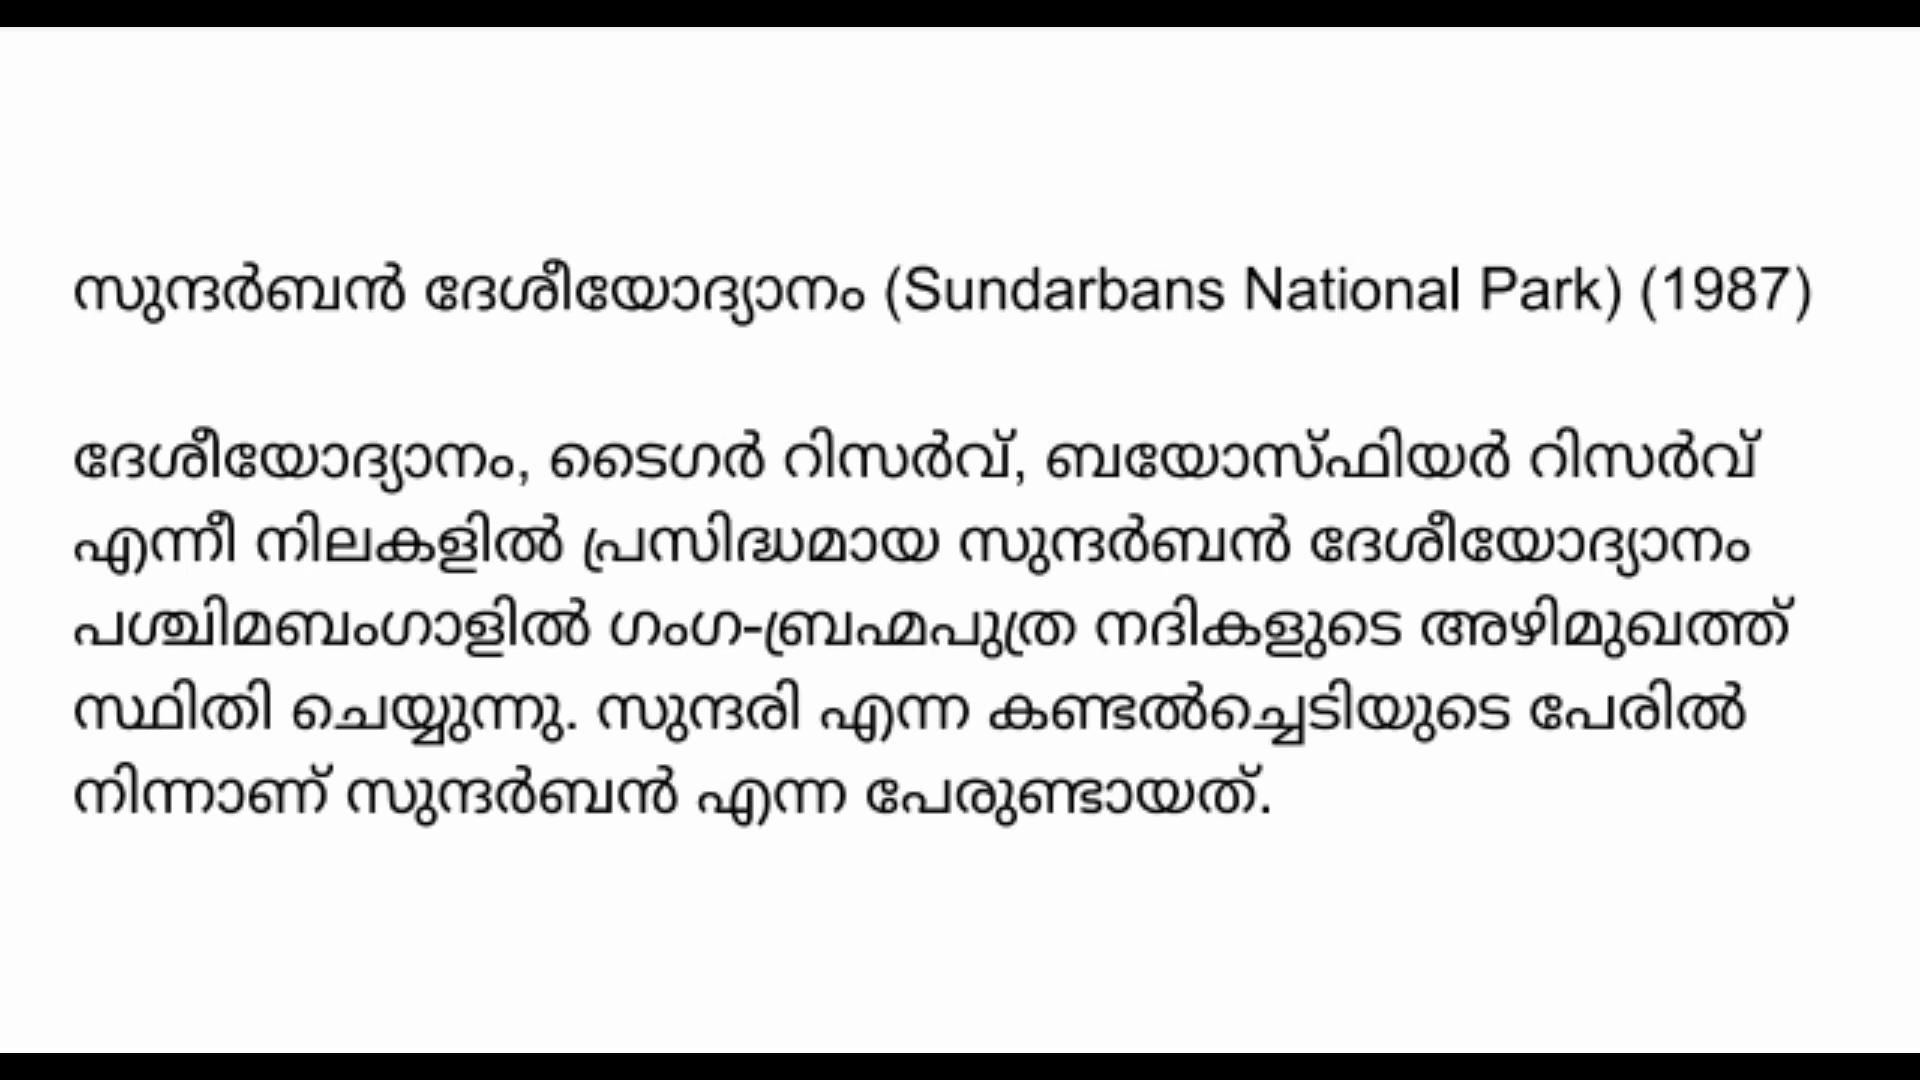 സുന്ദർബൻ ദേശീയോദ്യാനം (Sundarbans National Park) (1987)
ദേശീയോദ്യാനം, ടൈഗർ റിസർവ്, ബയോസ്ഫിയർ റിസർവ്
എന്നീ നിലകളിൽ പ്രസിദ്ധമായ സുന്ദർബൻ ദേശീയോദ്യാനം
പശ്ചിമബംഗാളിൽ ഗംഗ-ബ്രഹ്മപുത്ര നദികളുടെ അഴിമുഖത്ത്
സ്ഥിതി ചെയ്യുന്നു. സുന്ദരി എന്ന കണ്ടൽച്ചെടിയുടെ പേരിൽ
നിന്നാണ് സുന്ദർബൻ എന്ന പേരുണ്ടായത്.